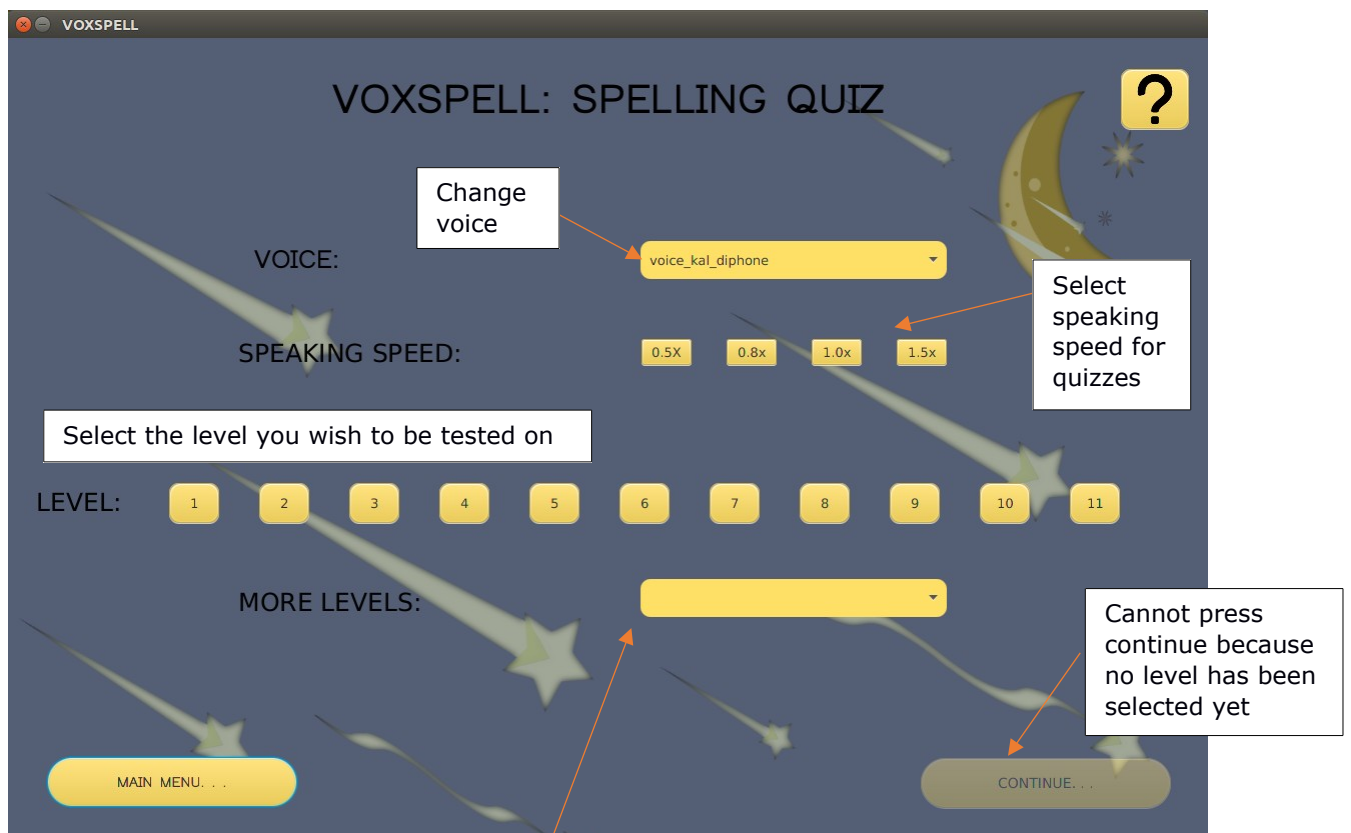 VOXSPELL
VOXSPELL: SPELLING QUIZ
?
Change
voice
VOICE:
voice_kal_diphone
Select
speaking
speed for
quizzes
SPEAKING SPEED:
0.5X 0.8x 1.0x 1.5x
Select the level you wish to be tested on
LEVEL: 1 2 3 4 5 6 7 8 9 10 11
MORE LEVELS:
Cannot press
continue because
no level has been
selected yet
MAIN MENU. . .
CONTINUE. . .